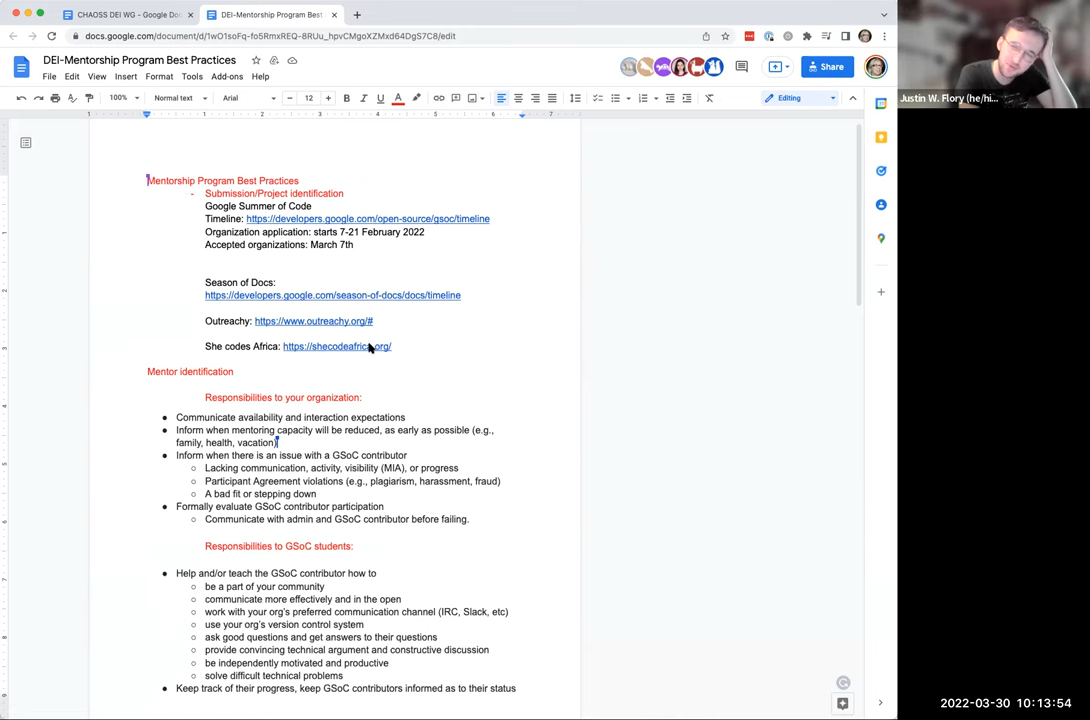 CHAOSS DEI WG - Google Do
DEI-Mentorship Program Best
docs.google.com/document/d/1wO1soFq-fo5RmxREQ-8RUu_hpvCMgoXZMxd64DgS7C8/edit
DEI-Mentorship Program Best Practices
File Edit View Insert Format Tools Add-ons Help
Share
100% Normal text Arial 12 B I U A Editing
1 1 2 3 4 5 6 7
Justin W. Flory (he/hi...
Mentorship Program Best Practices
- Submission/Project identification
Google Summer of Code
Timeline: https://developers.google.com/open-source/gsoc/timeline
Organization application: starts 7-21 February 2022
Accepted organizations: March 7th
Season of Docs:
https://developers.google.com/season-of-docs/docs/timeline
Outreachy: https://www.outreachy.org/#
She codes Africa: https://shecodeafrica.org/
Mentor identification
Responsibilities to your organization:
● Communicate availability and interaction expectations
● Inform when mentoring capacity will be reduced, as early as possible (e.g.,
family, health, vacation)
● Inform when there is an issue with a GSoC contributor
○ Lacking communication, activity, visibility (MIA), or progress
○ Participant Agreement violations (e.g., plagiarism, harassment, fraud)
○ A bad fit or stepping down
● Formally evaluate GSoC contributor participation
○ Communicate with admin and GSoC contributor before failing.
Responsibilities to GSoC students:
● Help and/or teach the GSoC contributor how to
○ be a part of your community
○ communicate more effectively and in the open
○ work with your org's preferred communication channel (IRC, Slack, etc)
○ use your org's version control system
○ ask good questions and get answers to their questions
○ provide convincing technical argument and constructive discussion
○ be independently motivated and productive
○ solve difficult technical problems
● Keep track of their progress, keep GSoC contributors informed as to their status
2022-03-30 10:13:54